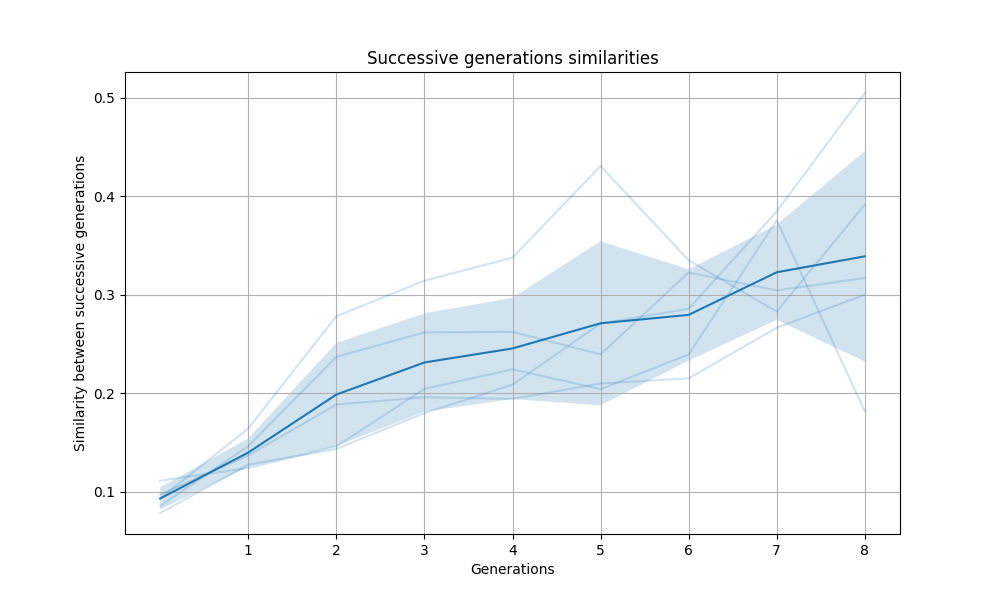 Successive generations similarities
Similarity between successive generations
0.5
0.4
0.3
0.2
0.1
1 2 3 4 5 6 7 8
Generations